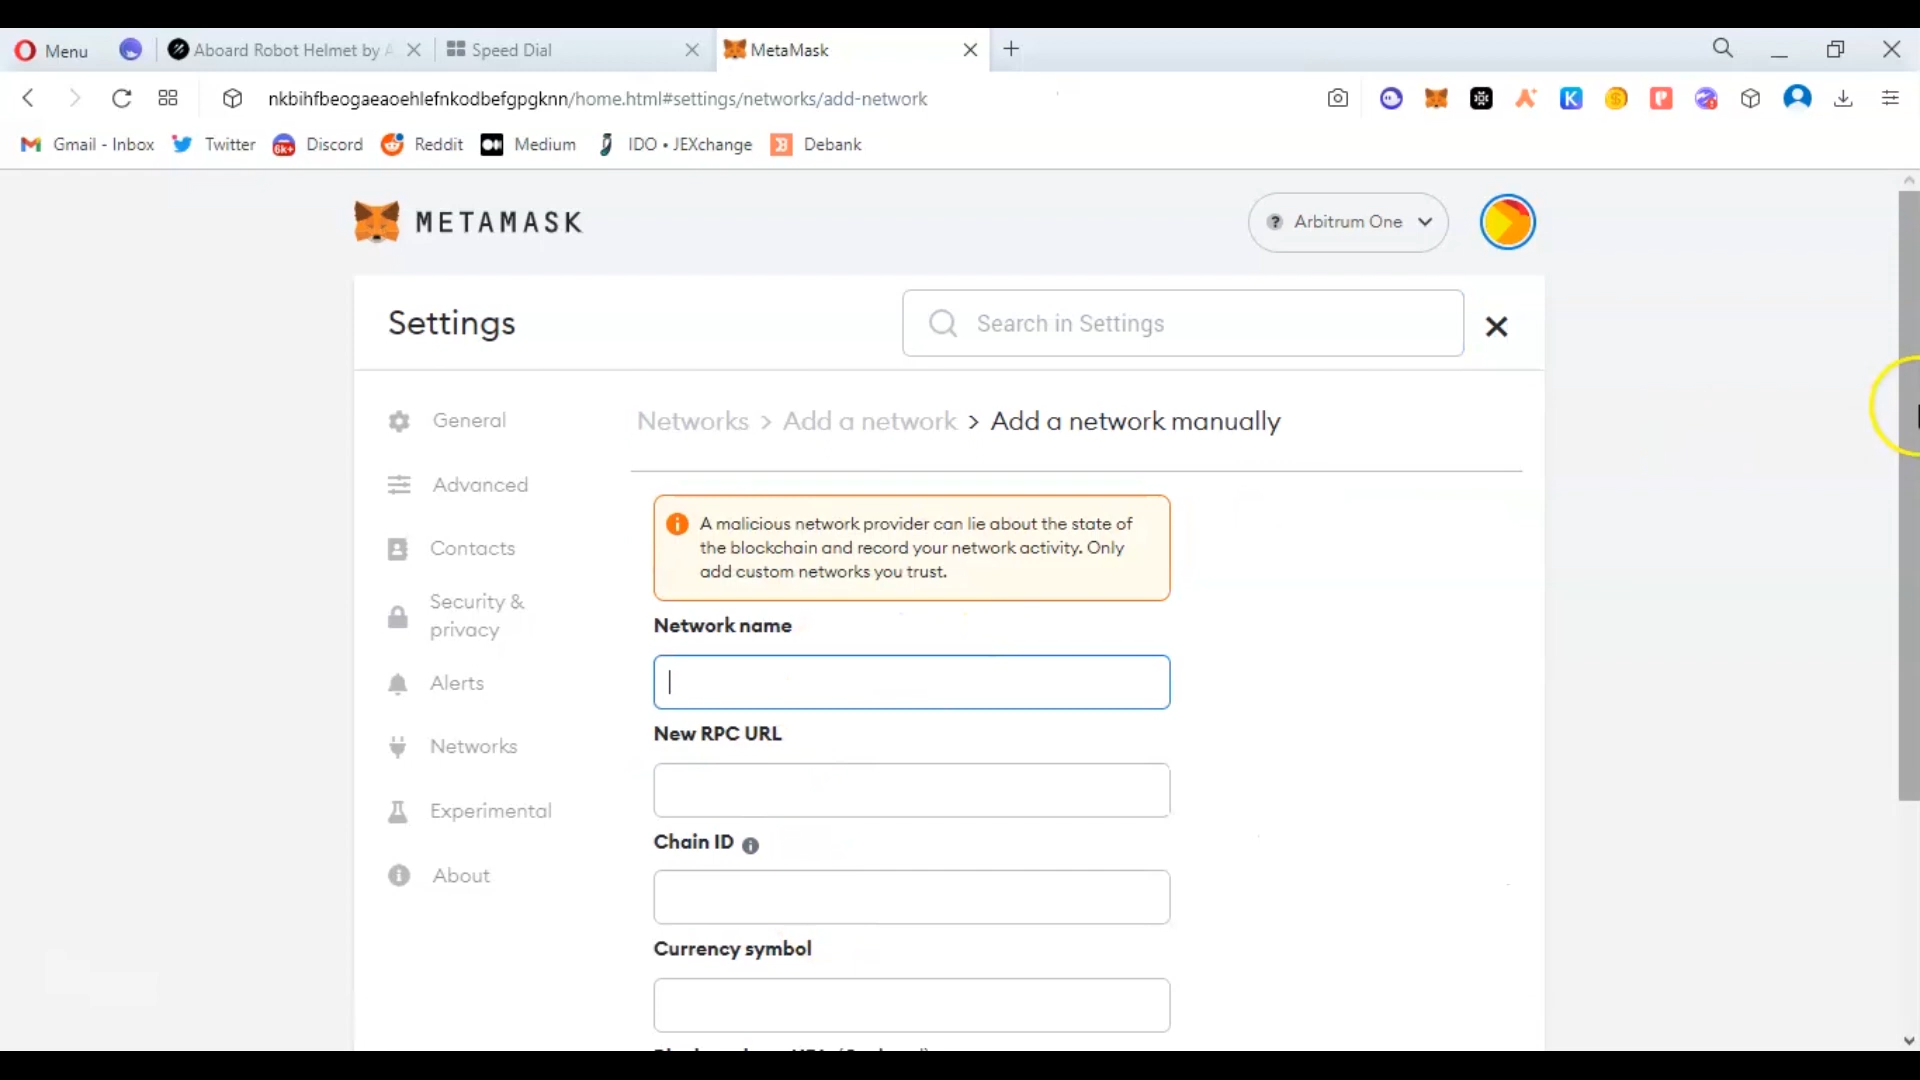 Menu
Aboard Robot Helmet by A
Speed Dial
MetaMask
nkbihfbeogaeaoehlefnkodbefgpgknn/home.html#settings/networks/add-network
Gmail - Inbox
Twitter
6k+
Discord
Reddit
Medium
IDO • JEXchange
Debank
METAMASK
? Arbitrum One
Settings
Search in Settings
General
Advanced
Contacts
Security &
privacy
Alerts
Networks
Experimental
About
Networks > Add a network > Add a network manually
A malicious network provider can lie about the state of
the blockchain and record your network activity. Only
add custom networks you trust.
Network name
New RPC URL
Chain ID
Currency symbol